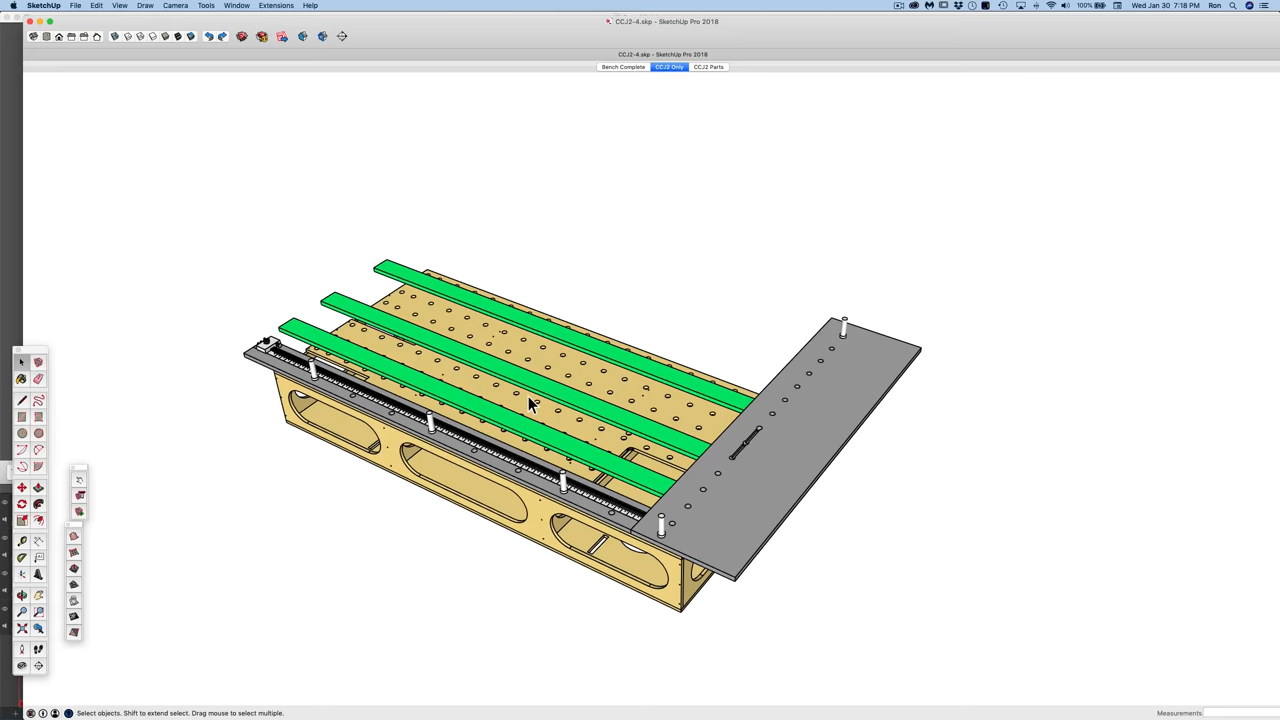 SketchUp File Edit View Draw Camera Tools Window Extensions Help 100% Wed Jan 30 7:18 PM Ron
CCJ2-4.skp - SketchUp Pro 2018
CCJ2-4.skp - SketchUp Pro 2018
Bench Complete CCJ2 Only CCJ2 Parts
Select objects. Shift to extend select. Drag mouse to select multiple. Measurements